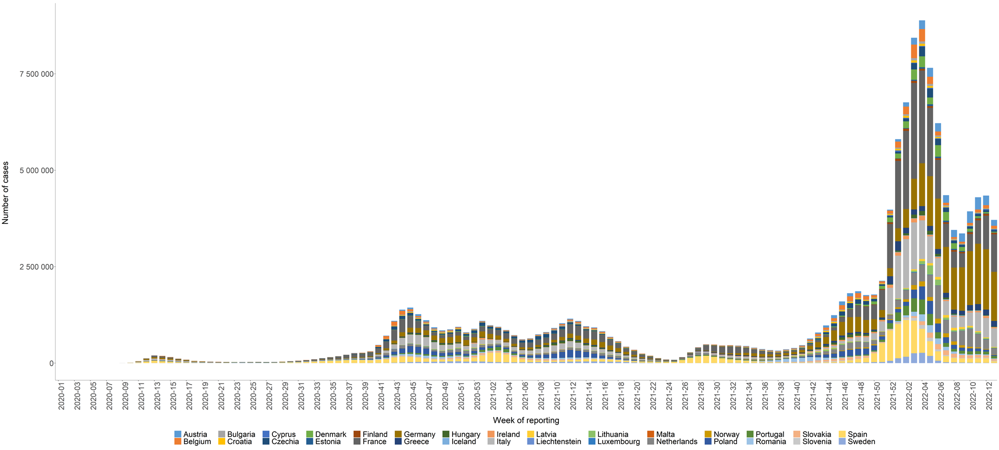 Number of cases
7 500 000
5 000 000
2 500 000
0
2020-01 2020-03 2020-05 2020-07 2020-09 2020-11 2020-13 2020-15 2020-17 2020-19 2020-21 2020-23 2020-25 2020-27 2020-29 2020-31 2020-33 2020-35 2020-37 2020-39 2020-41 2020-43 2020-45 2020-47 2020-49 2020-51 2020-53 2021-02 2021-04 2021-06 2021-08 2021-10 2021-12 2021-14 2021-16 2021-18 2021-20 2021-22 2021-24 2021-26 2021-28 2021-30 2021-32 2021-34 2021-36 2021-38 2021-40 2021-42 2021-44 2021-46 2021-48 2021-50 2021-52 2022-02 2022-04 2022-06 2022-08 2022-10 2022-12
Week of reporting
Austria Bulgaria Cyprus Denmark Finland Germany Hungary Ireland Latvia Lithuania Malta Norway Portugal Slovakia Spain
Belgium Croatia Czechia Estonia France Greece Iceland Italy Liechtenstein Luxembourg Netherlands Poland Romania Slovenia Sweden